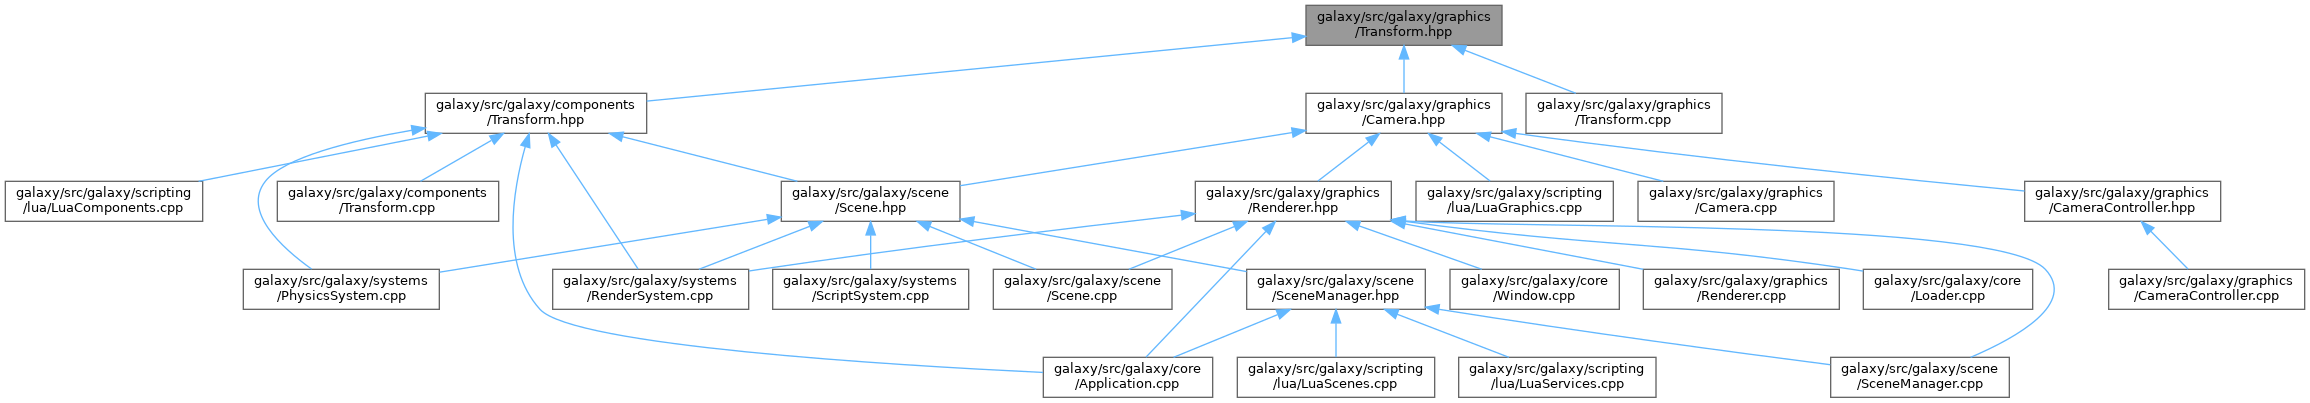 galaxy/src/galaxy/graphics
/Transform.hpp
galaxy/src/galaxy/components
/Transform.hpp
galaxy/src/galaxy/graphics
/Camera.hpp
galaxy/src/galaxy/graphics
/Transform.cpp
galaxy/src/galaxy/scripting
/lua/LuaComponents.cpp
galaxy/src/galaxy/components
/Transform.cpp
galaxy/src/galaxy/scene
/Scene.hpp
galaxy/src/galaxy/graphics
/Renderer.hpp
galaxy/src/galaxy/scripting
/lua/LuaGraphics.cpp
galaxy/src/galaxy/graphics
/Camera.cpp
galaxy/src/galaxy/graphics
/CameraController.hpp
galaxy/src/galaxy/systems
/PhysicsSystem.cpp
galaxy/src/galaxy/systems
/RenderSystem.cpp
galaxy/src/galaxy/systems
/ScriptSystem.cpp
galaxy/src/galaxy/scene
/Scene.cpp
galaxy/src/galaxy/scene
/SceneManager.hpp
galaxy/src/galaxy/core
/Window.cpp
galaxy/src/galaxy/graphics
/Renderer.cpp
galaxy/src/galaxy/core
/Loader.cpp
galaxy/src/galaxy/graphics
/CameraController.cpp
galaxy/src/galaxy/core
/Application.cpp
galaxy/src/galaxy/scripting
/lua/LuaScenes.cpp
galaxy/src/galaxy/scripting
/lua/LuaServices.cpp
galaxy/src/galaxy/scene
/SceneManager.cpp